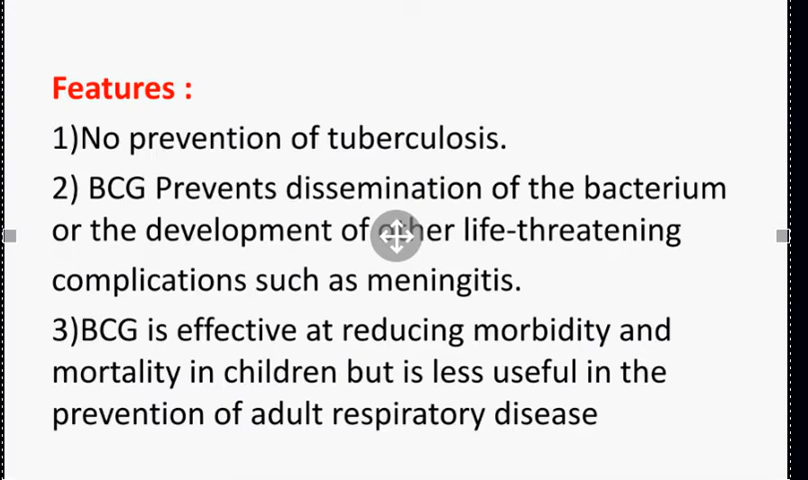 Features :
1)No prevention of tuberculosis.
2) BCG Prevents dissemination of the bacterium
or the development of other life-threatening
complications such as meningitis.
3)BCG is effective at reducing morbidity and
mortality in children but is less useful in the
prevention of adult respiratory disease